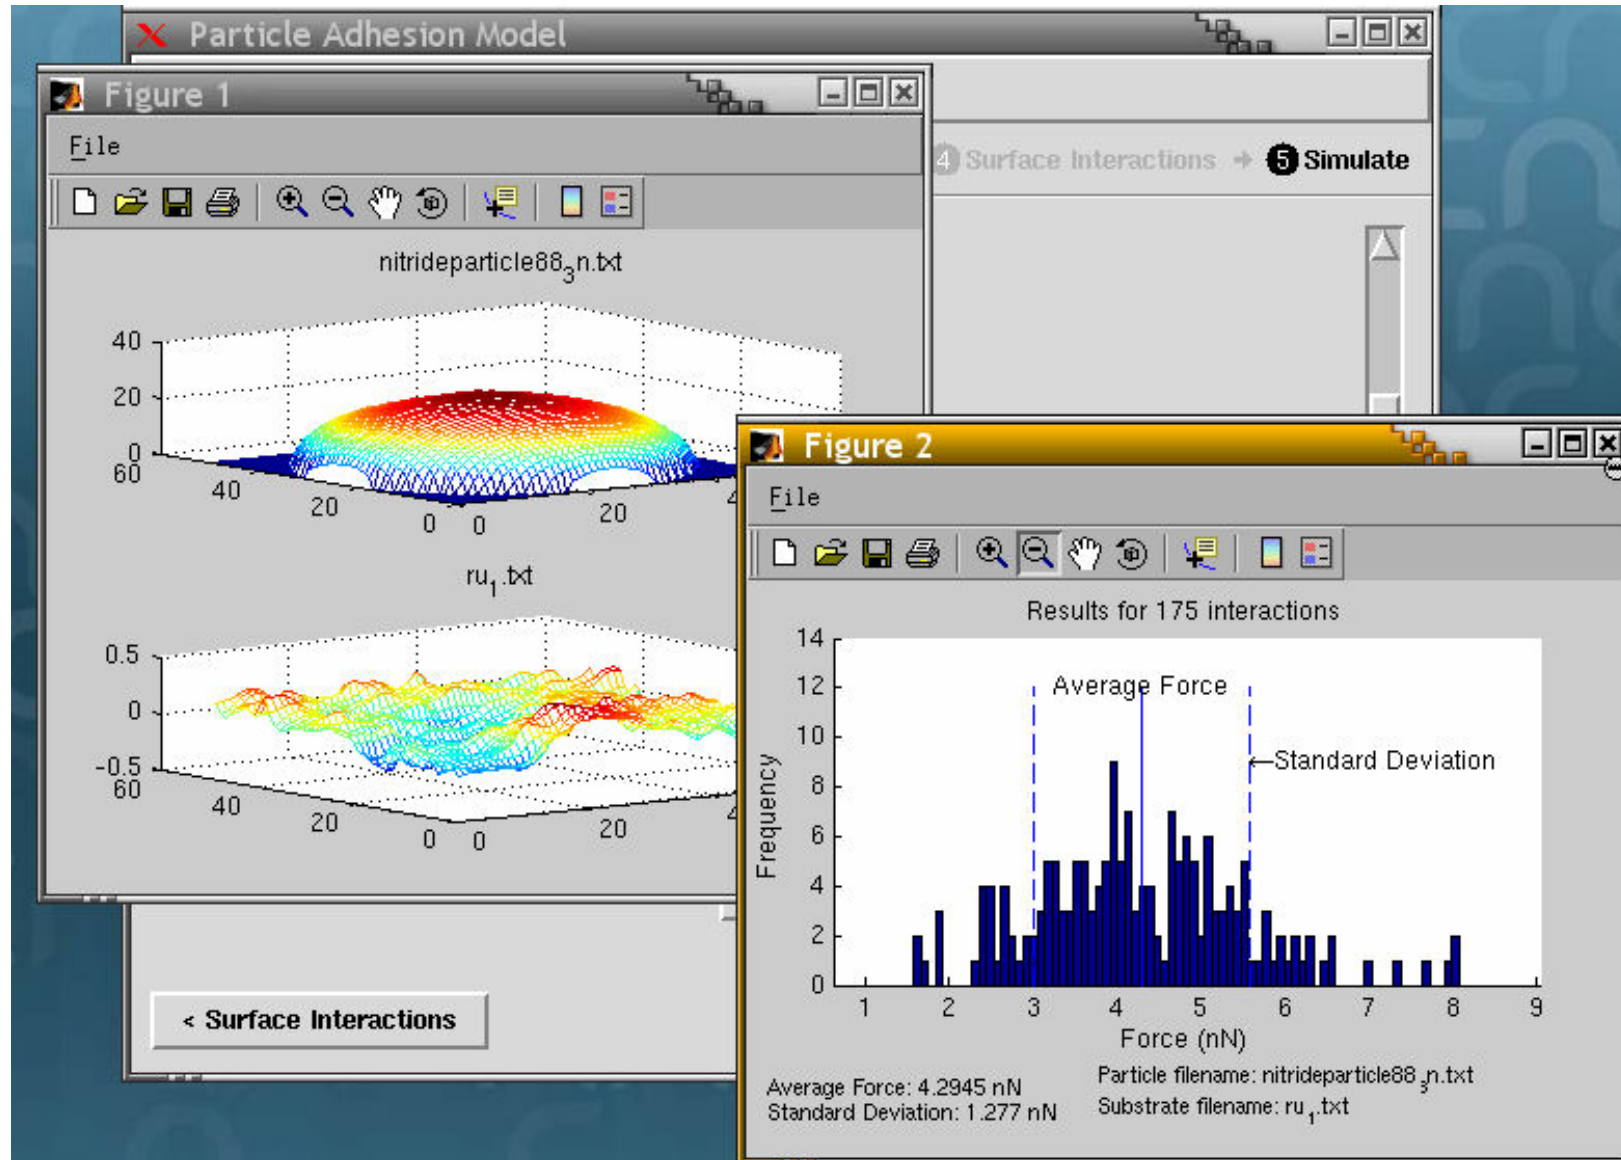 Particle Adhesion Model
Figure 1
File
4 Surface Interactions → 5 Simulate
nitrideparticle88₃n.txt
40
20
0
60
40
20
0
0
20
4
ru₁.txt
0.5
0
-0.5
60
40
20
0
0
20
4
< Surface Interactions
Figure 2
File
Results for 175 interactions
14
12
10
8
6
4
2
0
Frequency
Average Force
←Standard Deviation
1 2 3 4 5 6 7 8 9
Force (nN)
Average Force: 4.2945 nN
Standard Deviation: 1.277 nN
Particle filename: nitrideparticle88₃n.txt
Substrate filename: ru₁.txt